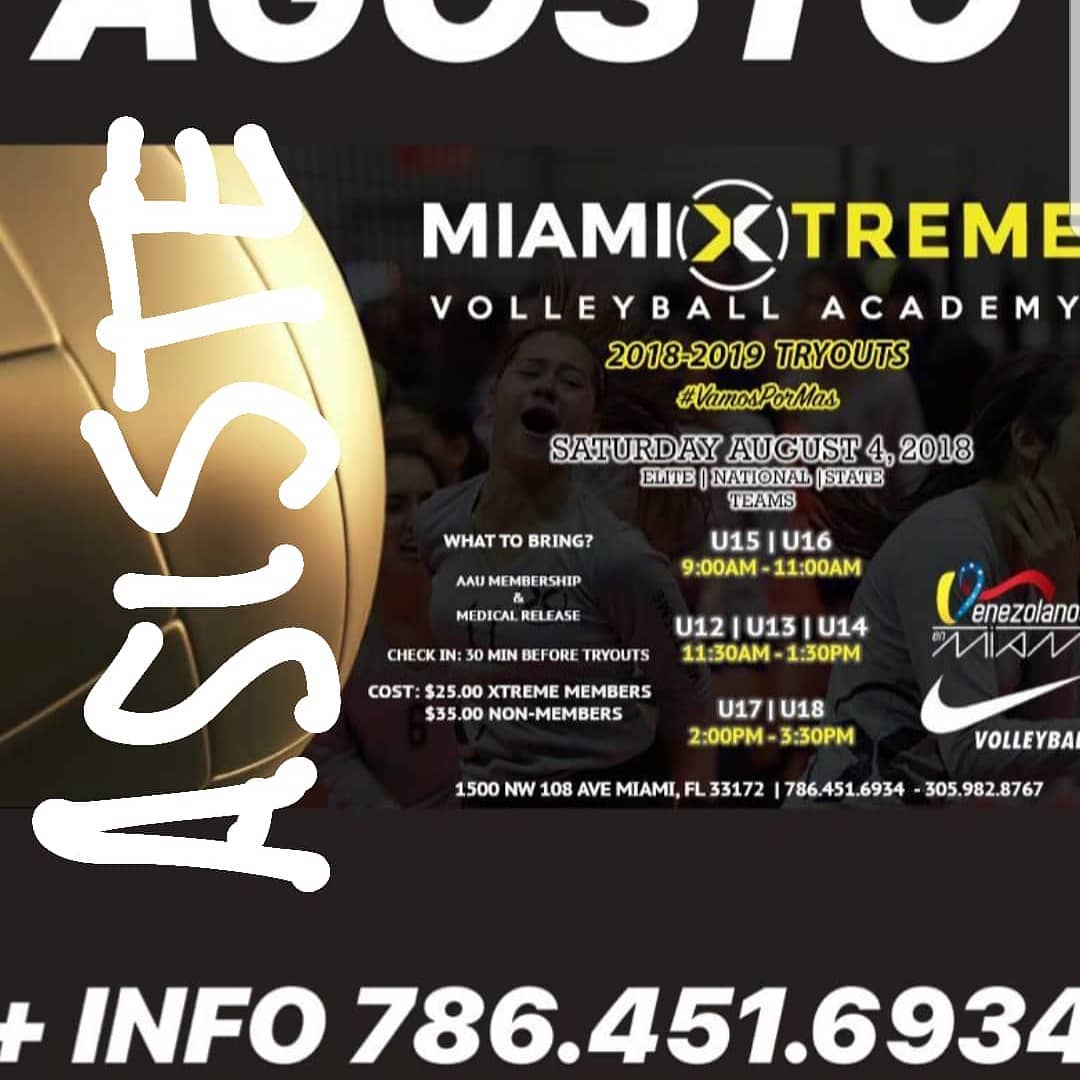 AGOSTO
ASISTE
MIAMI XTREME
VOLLEYBALL ACADEMY
2018-2019 TRYOUTS
#VamosPorMas
SATURDAY AUGUST 4, 2018
ELITE | NATIONAL | STATE
TEAMS
WHAT TO BRING?
AAU MEMBERSHIP
&
MEDICAL RELEASE
CHECK IN: 30 MIN BEFORE TRYOUTS
COST: $25.00 XTREME MEMBERS
$35.00 NON-MEMBERS
U15 | U16
9:00AM - 11:00AM
U12 | U13 | U14
11:30AM - 1:30PM
U17 | U18
2:00PM - 3:30PM
Venezolano
en
MIAM
VOLLEYBAL
1500 NW 108 AVE MIAMI, FL 33172 | 786.451.6934 - 305.982.8767
+ INFO 786.451.6934